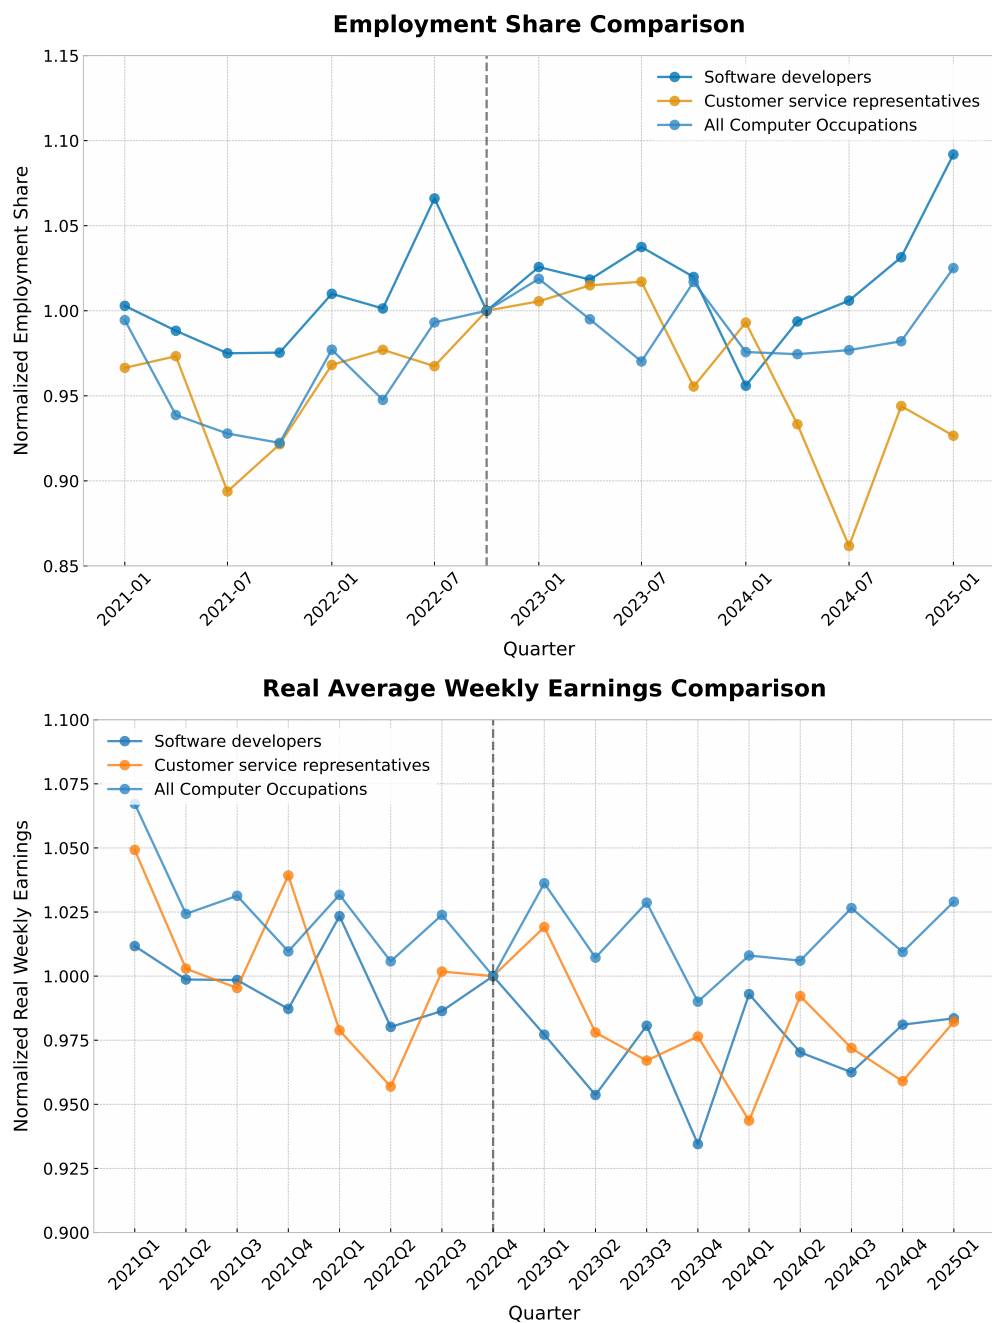 Employment Share Comparison
1.15
1.10
1.05
1.00
0.95
0.90
0.85
Normalized Employment Share
Software developers
Customer service representatives
All Computer Occupations
2021-01
2021-07
2022-01
2022-07
2023-01
2023-07
2024-01
2024-07
2025-01
Quarter
Real Average Weekly Earnings Comparison
1.100
1.075
1.050
1.025
1.000
0.975
0.950
0.925
0.900
Normalized Real Weekly Earnings
Software developers
Customer service representatives
All Computer Occupations
2021Q1
2021Q2
2021Q3
2021Q4
2022Q1
2022Q2
2022Q3
2022Q4
2023Q1
2023Q2
2023Q3
2023Q4
2024Q1
2024Q2
2024Q3
2024Q4
2025Q1
Quarter